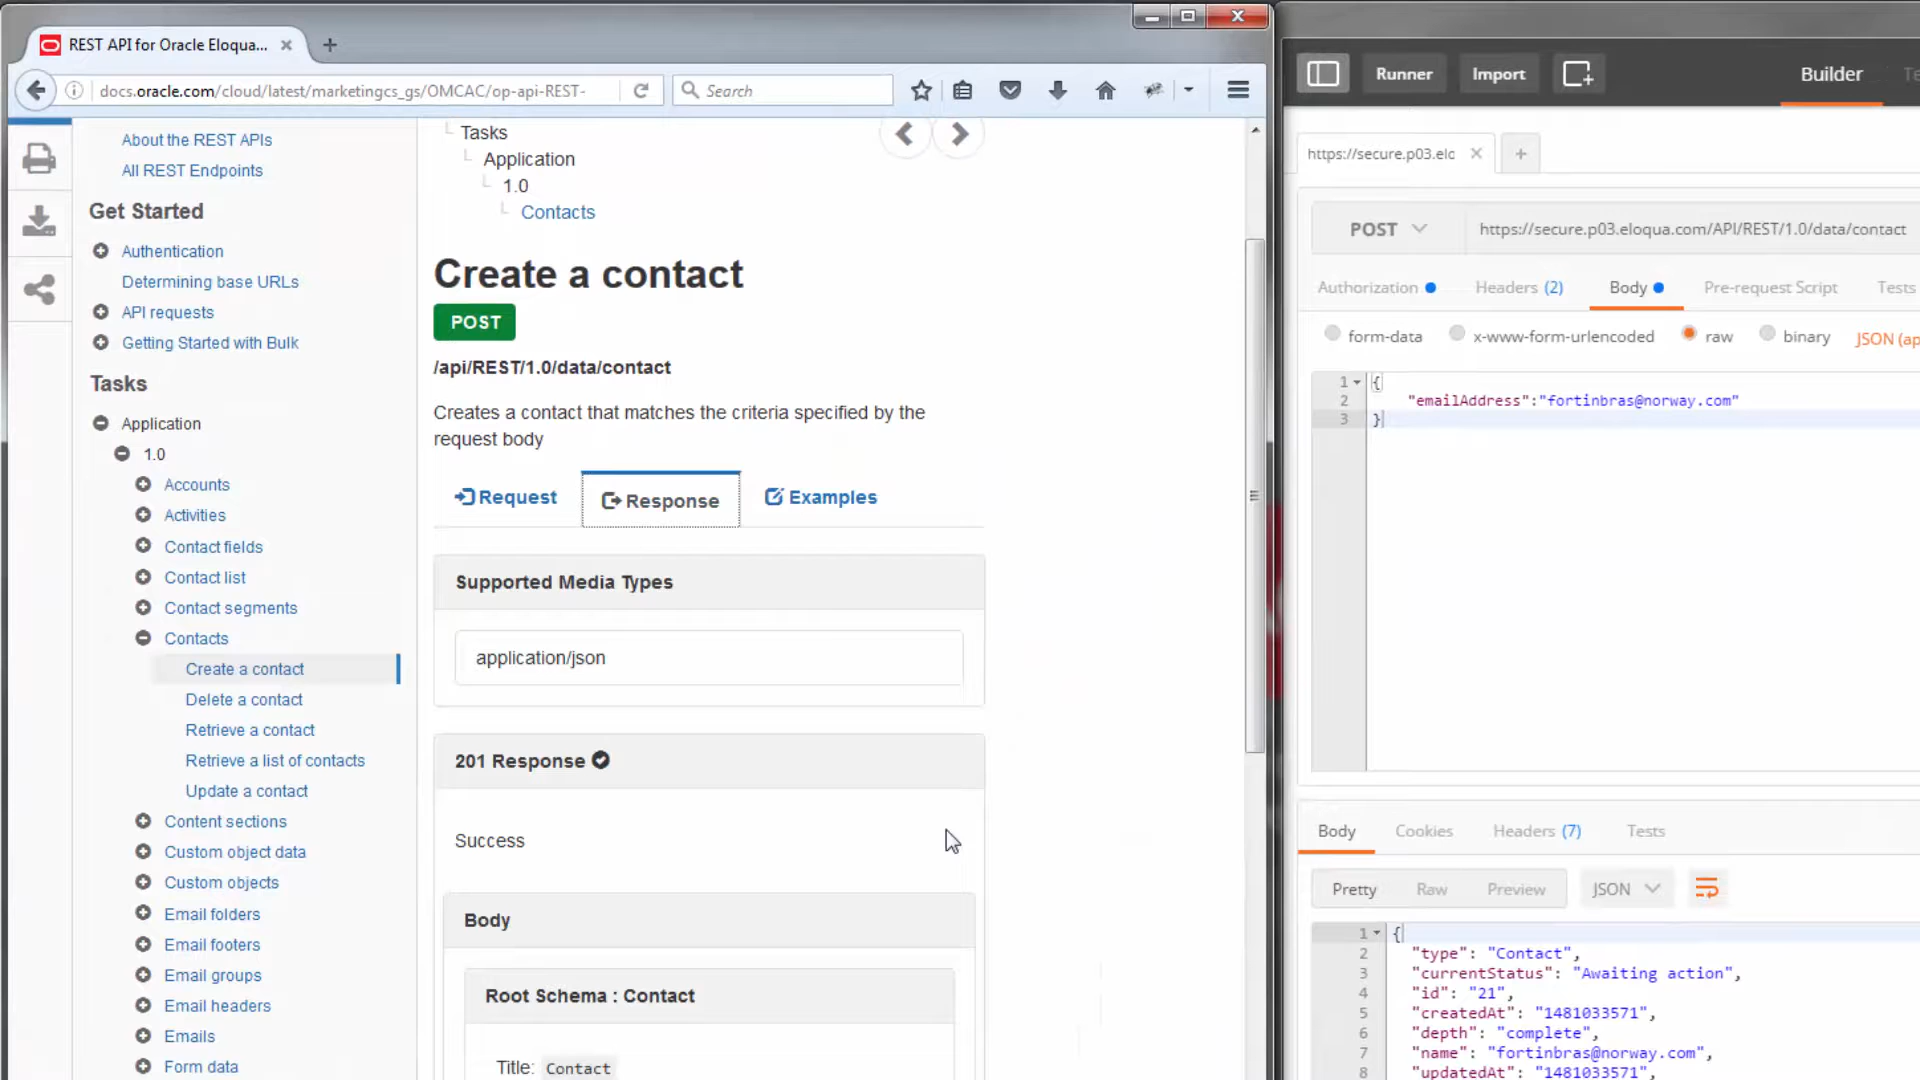 REST API for Oracle Eloqua...
docs.oracle.com/cloud/latest/marketingcs_gs/OMCAC/op-api-REST-
Search
About the REST APIs
All REST Endpoints
Get Started
Authentication
Determining base URLs
API requests
Getting Started with Bulk
Tasks
Application
1.0
Accounts
Activities
Contact fields
Contact list
Contact segments
Contacts
Create a contact
Delete a contact
Retrieve a contact
Retrieve a list of contacts
Update a contact
Content sections
Custom object data
Custom objects
Email folders
Email footers
Email groups
Email headers
Emails
Form data
Tasks
Application
1.0
Contacts
Create a contact
POST
/api/REST/1.0/data/contact
Creates a contact that matches the criteria specified by the
request body
Request
Response
Examples
Supported Media Types
application/json
201 Response
Success
Body
Root Schema : Contact
Title: Contact
Runner
Import
Builder
Te
https://secure.p03.elo
POST
https://secure.p03.eloqua.com/API/REST/1.0/data/contact
Authorization
Headers (2)
Body
Pre-request Script
Tests
form-data
x-www-form-urlencoded
raw
binary
JSON (ap
1 {
2 "emailAddress":"fortinbras@norway.com"
3 }
Body
Cookies
Headers (7)
Tests
Pretty
Raw
Preview
JSON
1 {
2 "type": "Contact",
3 "currentStatus": "Awaiting action",
4 "id": "21",
5 "createdAt": "1481033571",
6 "depth": "complete",
7 "name": "fortinbras@norway.com",
8 "updatedAt": "1481033571",